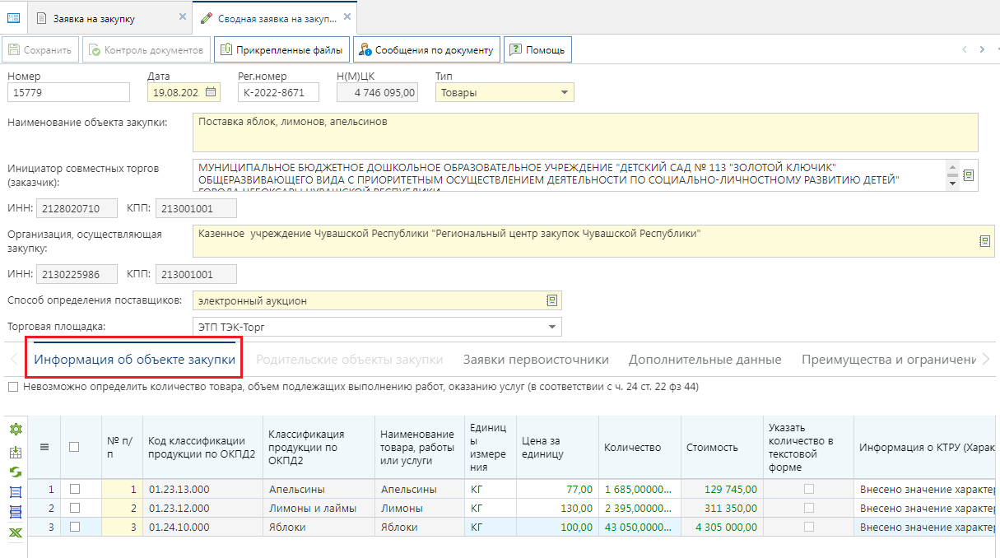 Заявка на закупку
Сводная заявка на закуп...
Сохранить
Контроль документов
Прикрепленные файлы
Сообщения по документу
Помощь
Номер Дата Рег.номер Н(М)ЦК Тип
15779 19.08.202 К-2022-8671 4 746 095,00 Товары
Наименование объекта закупки: Поставка яблок, лимонов, апельсинов
Инициатор совместных торгов
(заказчик):
МУНИЦИПАЛЬНОЕ БЮДЖЕТНОЕ ДОШКОЛЬНОЕ ОБРАЗОВАТЕЛЬНОЕ УЧРЕЖДЕНИЕ "ДЕТСКИЙ САД № 113 "ЗОЛОТОЙ КЛЮЧИК"
ОБЩЕРАЗВИВАЮЩЕГО ВИДА С ПРИОРИТЕТНЫМ ОСУЩЕСТВЛЕНИЕМ ДЕЯТЕЛЬНОСТИ ПО СОЦИАЛЬНО-ЛИЧНОСТНОМУ РАЗВИТИЮ ДЕТЕЙ"
ГОРОДА ЧЕБОКСАРЫ ЧУВАШСКОЙ РЕСПУБЛИКИ
ИНН: 2128020710 КПП: 213001001
Организация, осуществляющая
закупку:
Казенное учреждение Чувашской Республики "Региональный центр закупок Чувашской Республики"
ИНН: 2130225986 КПП: 213001001
Способ определения поставщиков: электронный аукцион
Торговая площадка: ЭТП ТЭК-Торг
Информация об объекте закупки Родительские объекты закупки Заявки первоисточники Дополнительные данные Преимущества и ограничени
Невозможно определить количество товара, объем подлежащих выполнению работ, оказанию услуг (в соответствии с ч. 24 ст. 22 фз 44)
№ п/
п
Код классификации
продукции по ОКПД2
Классификация
продукции по
ОКПД2
Наименование
товара, работы
или услуги
Единиц
ы
измере
ния
Цена за
единицу
Количество
Стоимость
Указать
количество в
текстовой
форме
Информация о КТРУ (Харак
1 1 01.23.13.000 Апельсины Апельсины КГ 77,00 1 685,00000... 129 745,00 Внесено значение характер
2 2 01.23.12.000 Лимоны и лаймы Лимоны КГ 130,00 2 395,00000... 311 350,00 Внесено значение характер
3 3 01.24.10.000 Яблоки Яблоки КГ 100,00 43 050,0000... 4 305 000,00 Внесено значение характер